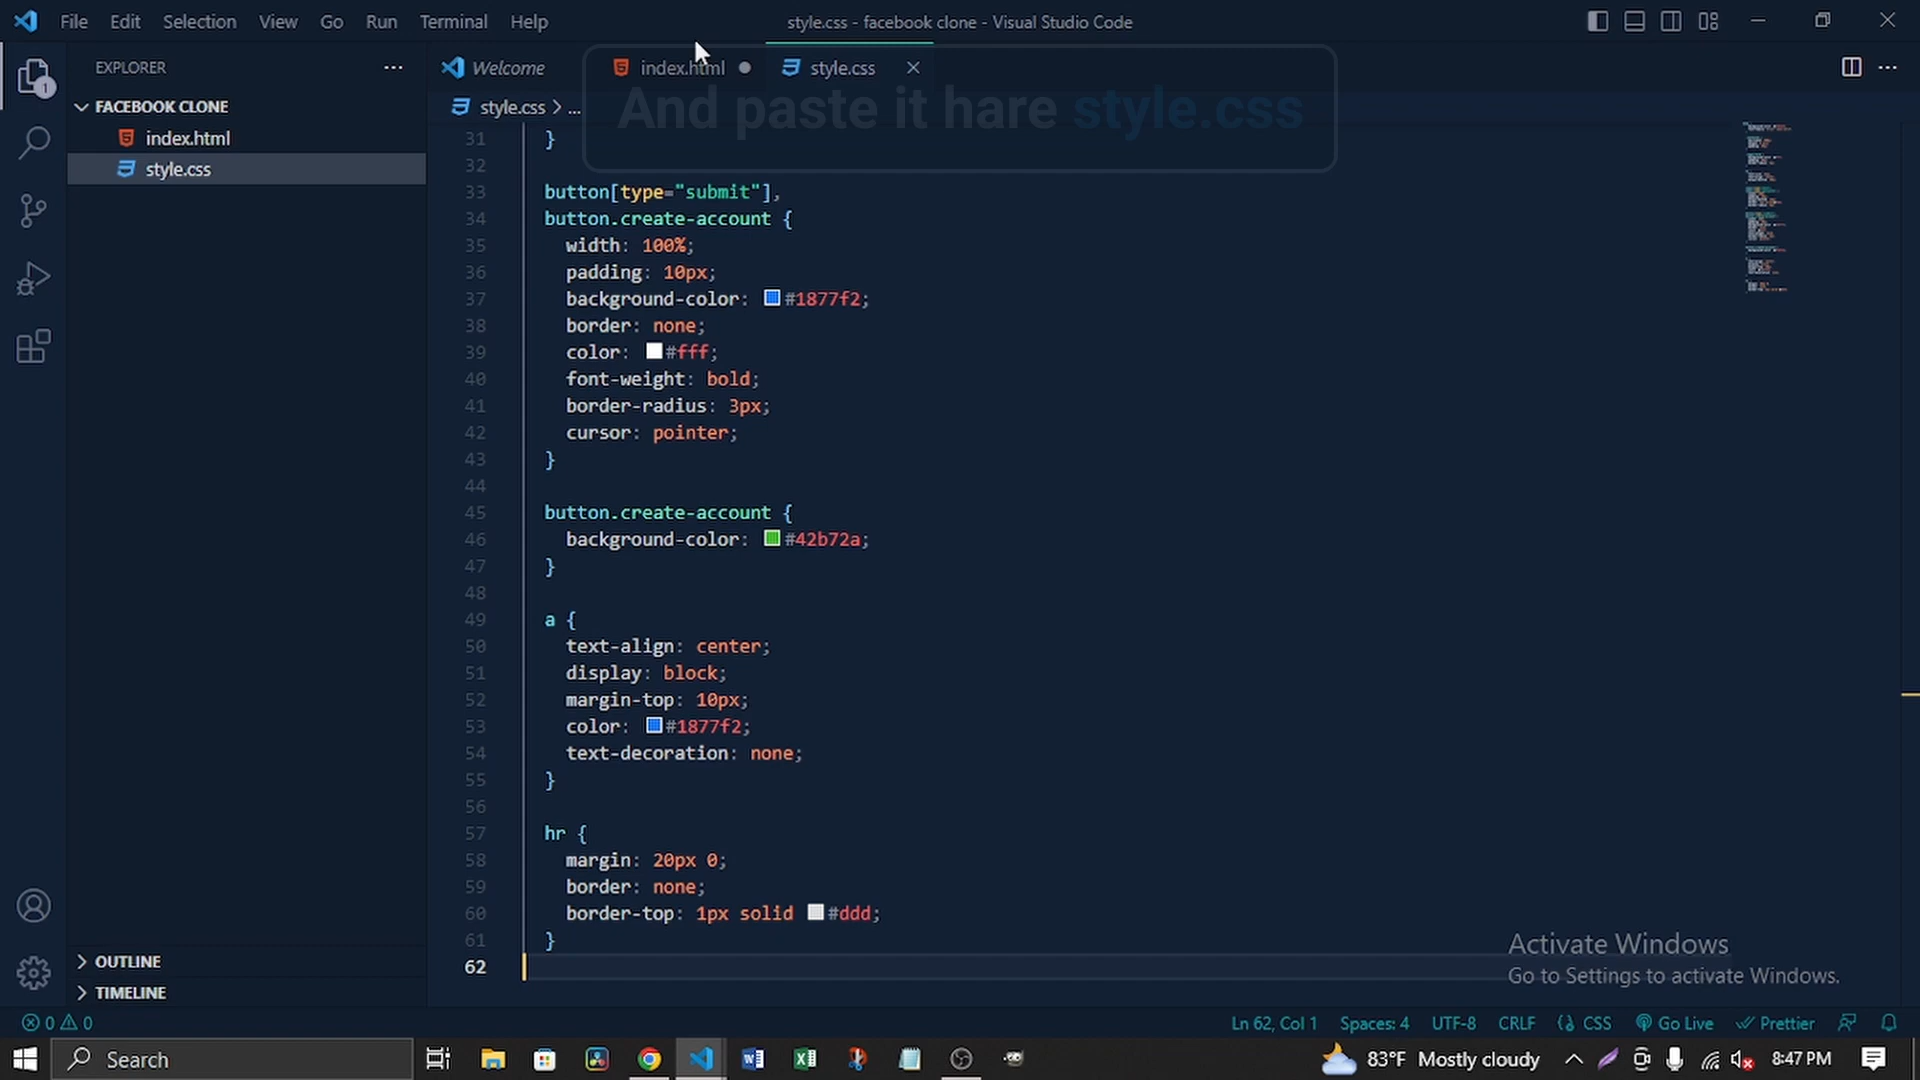 File Edit Selection View Go Run Terminal Help
style.css - facebook clone - Visual Studio Code
EXPLORER
Welcome
index.html
style.css
And paste it hare style.css
1
FACEBOOK CLONE
style.css > ...
index.html
style.css
31 }
32
33 button[type="submit"],
34 button.create-account {
35 width: 100%;
36 padding: 10px;
37 background-color: #1877f2;
38 border: none;
39 color: #fff;
40 font-weight: bold;
41 border-radius: 3px;
42 cursor: pointer;
43 }
44
45 button.create-account {
46 background-color: #42b72a;
47 }
48
49 a {
50 text-align: center;
51 display: block;
52 margin-top: 10px;
53 color: #1877f2;
54 text-decoration: none;
55 }
56
57 hr {
58 margin: 20px 0;
59 border: none;
60 border-top: 1px solid #ddd;
61 }
62
OUTLINE
TIMELINE
Activate Windows
Go to Settings to activate Windows.
0 0
Ln 62, Col 1 Spaces: 4 UTF-8 CRLF CSS Go Live Prettier
Search
83°F Mostly cloudy
8:47 PM